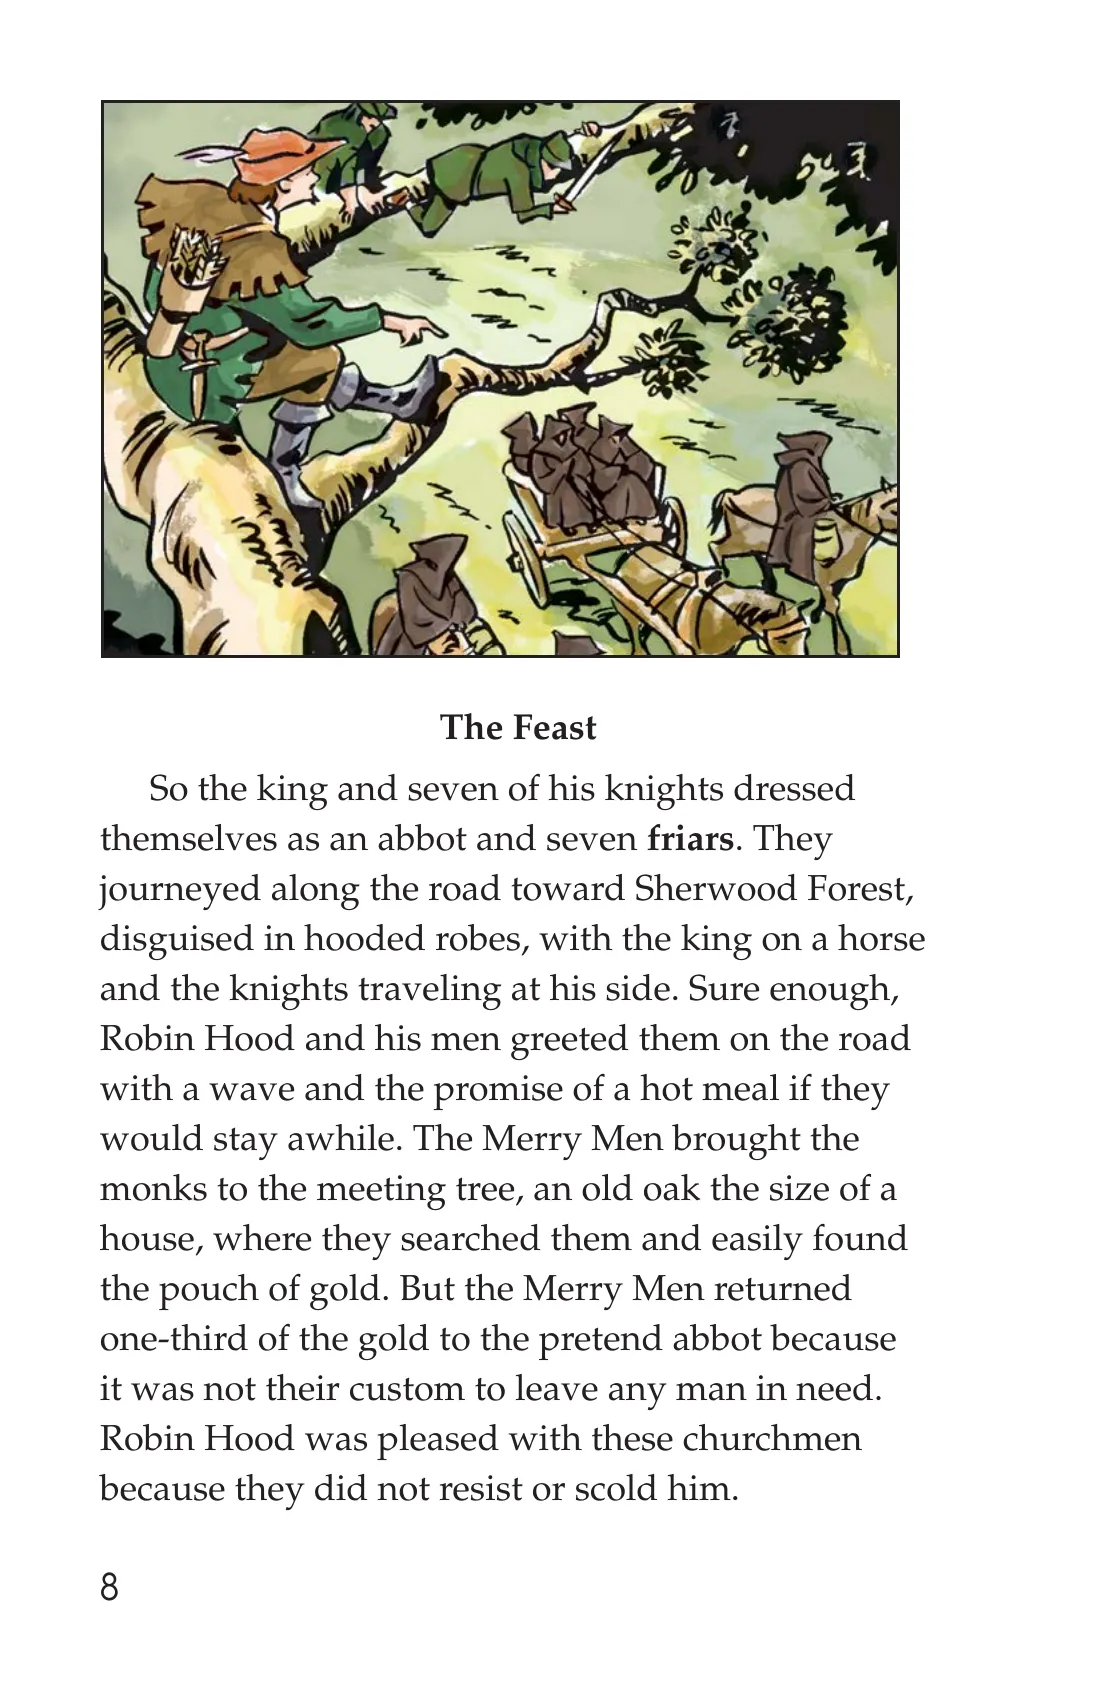 The Feast
So the king and seven of his knights dressed
themselves as an abbot and seven friars. They
journeyed along the road toward Sherwood Forest,
disguised in hooded robes, with the king on a horse
and the knights traveling at his side. Sure enough,
Robin Hood and his men greeted them on the road
with a wave and the promise of a hot meal if they
would stay awhile. The Merry Men brought the
monks to the meeting tree, an old oak the size of a
house, where they searched them and easily found
the pouch of gold. But the Merry Men returned
one-third of the gold to the pretend abbot because
it was not their custom to leave any man in need.
Robin Hood was pleased with these churchmen
because they did not resist or scold him.
8